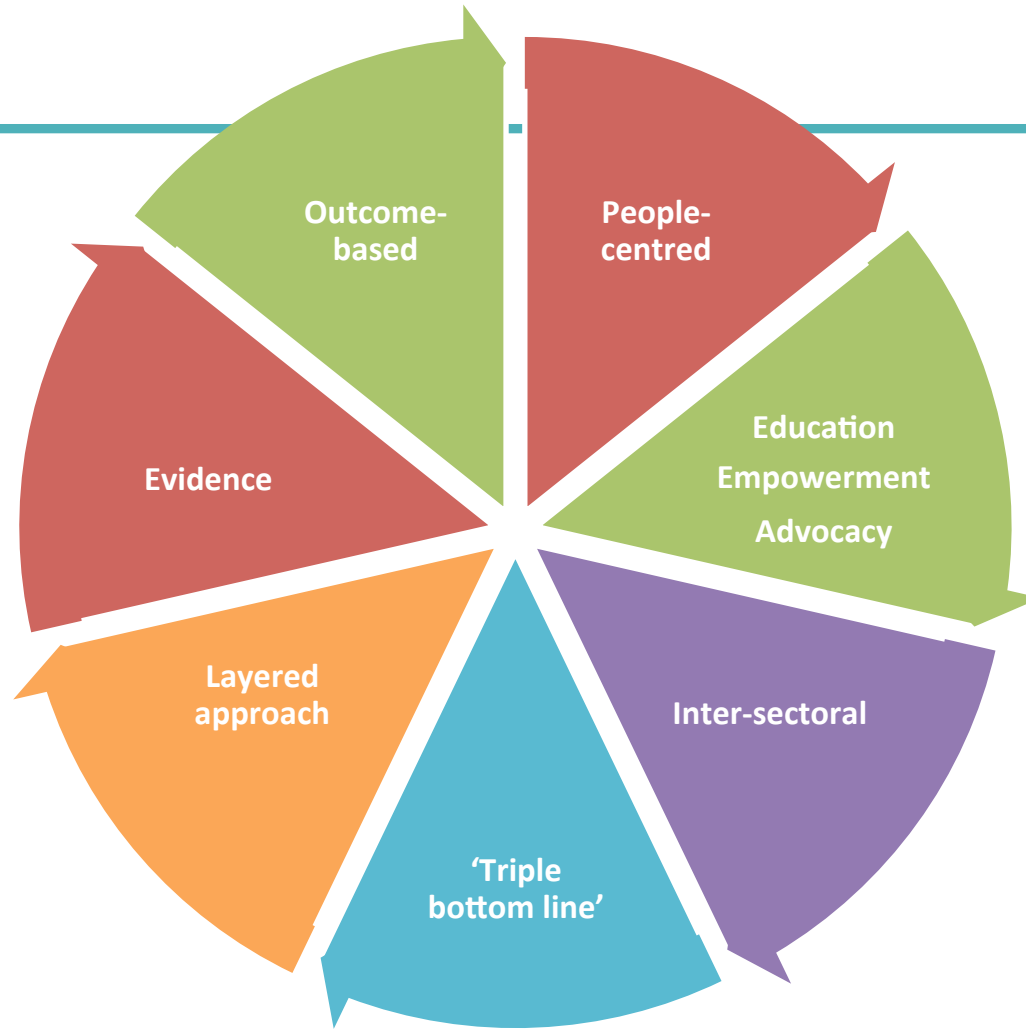 People-
centred
Education
Empowerment
Advocacy
Inter-sectoral
‘Triple
bottom line’
Layered
approach
Evidence
Outcome-
based